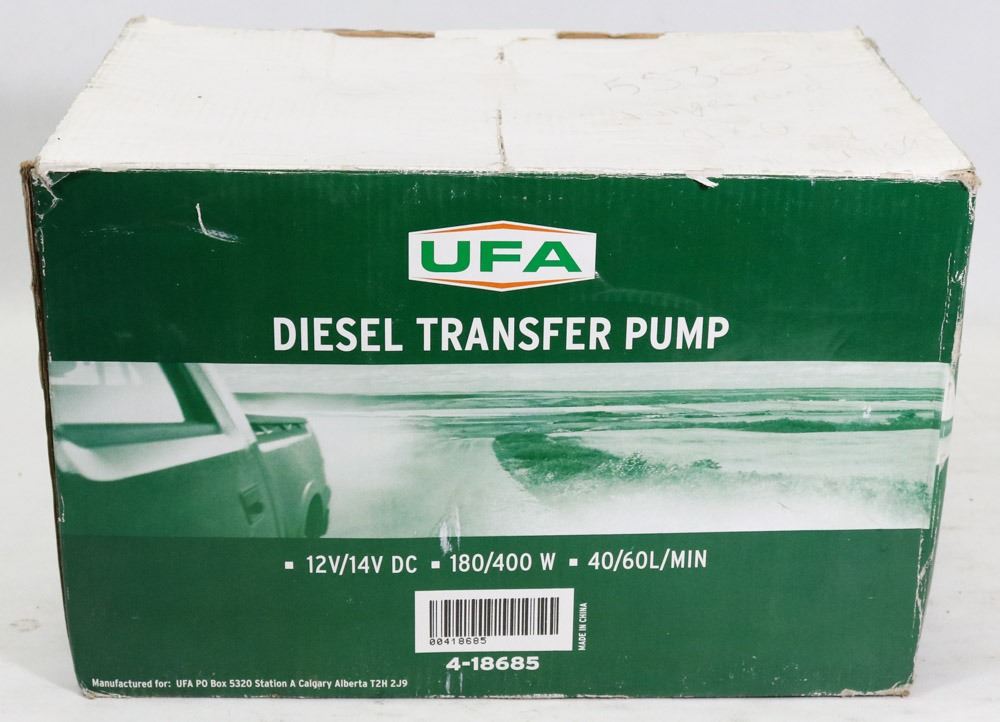 UFA
DIESEL TRANSFER PUMP
▪ 12V/14V DC ▪ 180/400 W ▪ 40/60L/MIN
00418685
MADE IN CHINA
4-18685
Manufactured for: UFA PO Box 5320 Station A Calgary Alberta T2H 2J9